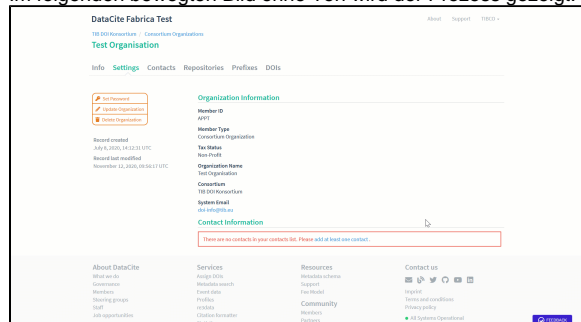 im folgenden bewegten Bild ohne Ton wird der Prozess gezeigt.
DataCite Fabrica Test
About Support TIBCO
TIB DOI Konsortium / Consortium Organizations
Test Organisation
Info Settings Contacts Repositories Prefixes DOIs
Set Password
Update Organization
Delete Organization
Record created
July 8, 2020, 14:12:11 UTC
Record last modified
November 12, 2020, 09:56:17 UTC
Organization Information
Member ID
APPT
Member Type
Consortium Organization
Tax Status
Non-Profit
Organization Name
Test Organisation
Consortium
TIB DOI Konsortium
System Email
doi-info@tib.eu
Contact Information
There are no contacts in your contacts list. Please add at least one contact.
About DataCite
What we do
Governance
Members
Steering groups
Staff
Job opportunities
Services
Assign DOIs
Metadata search
Event data
Profiles
re3data
Citation formatter
Resources
Metadata schema
Support
Fee Model
Community
Members
Partners
Contact us
Imprint
Terms and conditions
Privacy policy
All Systems Operational
FEEDBACK